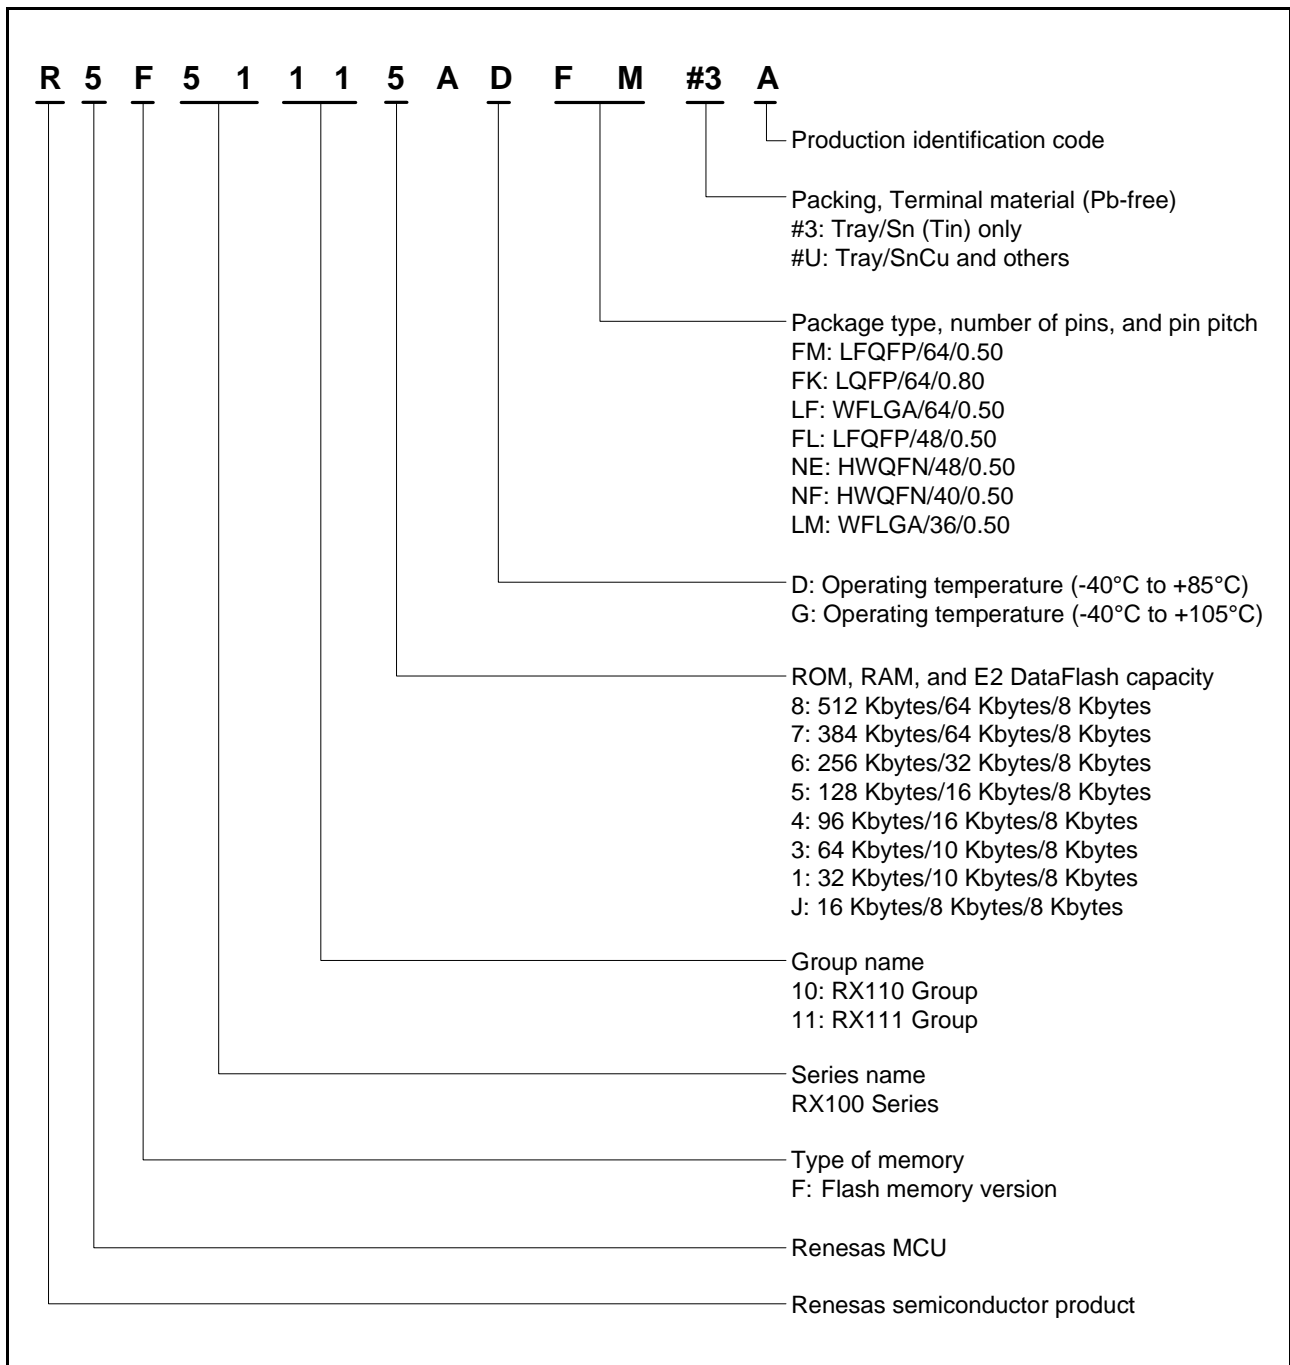 R 5 F 5 1 1 1 5 A D F M #3 A
Production identification code
Packing, Terminal material (Pb-free)
#3: Tray/Sn (Tin) only
#U: Tray/SnCu and others
Package type, number of pins, and pin pitch
FM: LFQFP/64/0.50
FK: LQFP/64/0.80
LF: WFLGA/64/0.50
FL: LFQFP/48/0.50
NE: HWQFN/48/0.50
NF: HWQFN/40/0.50
LM: WFLGA/36/0.50
D: Operating temperature (-40°C to +85°C)
G: Operating temperature (-40°C to +105°C)
ROM, RAM, and E2 DataFlash capacity
8: 512 Kbytes/64 Kbytes/8 Kbytes
7: 384 Kbytes/64 Kbytes/8 Kbytes
6: 256 Kbytes/32 Kbytes/8 Kbytes
5: 128 Kbytes/16 Kbytes/8 Kbytes
4: 96 Kbytes/16 Kbytes/8 Kbytes
3: 64 Kbytes/10 Kbytes/8 Kbytes
1: 32 Kbytes/10 Kbytes/8 Kbytes
J: 16 Kbytes/8 Kbytes/8 Kbytes
Group name
10: RX110 Group
11: RX111 Group
Series name
RX100 Series
Type of memory
F: Flash memory version
Renesas MCU
Renesas semiconductor product